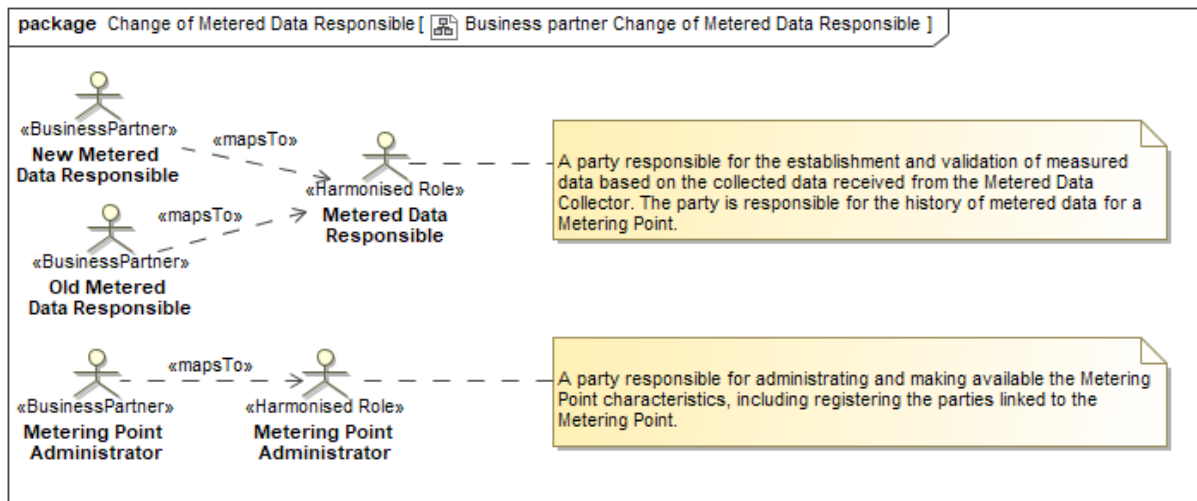 package Change of Metered Data Responsible [ Business partner Change of Metered Data Responsible ]
«BusinessPartner»
New Metered
Data Responsible
«mapsTo»
«Harmonised Role»
Metered Data
Responsible
A party responsible for the establishment and validation of measured
data based on the collected data received from the Metered Data
Collector. The party is responsible for the history of metered data for a
Metering Point.
«mapsTo»
«BusinessPartner»
Old Metered
Data Responsible
«BusinessPartner»
Metering Point
Administrator
«mapsTo»
«Harmonised Role»
Metering Point
Administrator
A party responsible for administrating and making available the Metering
Point characteristics, including registering the parties linked to the
Metering Point.